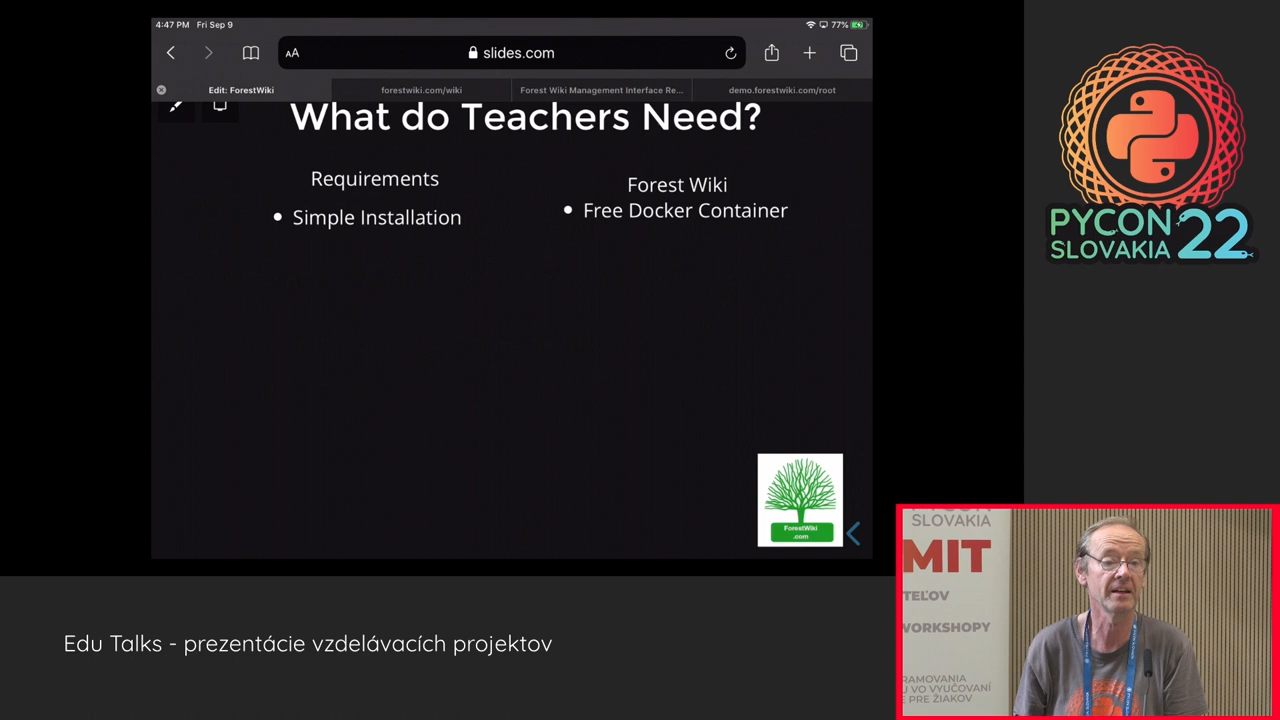 4:47 PM Fri Sep 9
77%
AA
slides.com
Edit: ForestWiki
forestwiki.com/wiki
Forest Wiki Management Interface Re...
demo.forestwiki.com/root
What do Teachers Need?
Requirements
• Simple Installation
Forest Wiki
• Free Docker Container
ForestWiki
.com
PYCON
SLOVAKIA 22
Edu Talks - prezentácie vzdelávacích projektov
SLOVAKIA
MIT
TEĽOV
WORKSHOPY
RAMOVANIA
U VO VYUČOVANÍ
E PRE ŽIAKOV